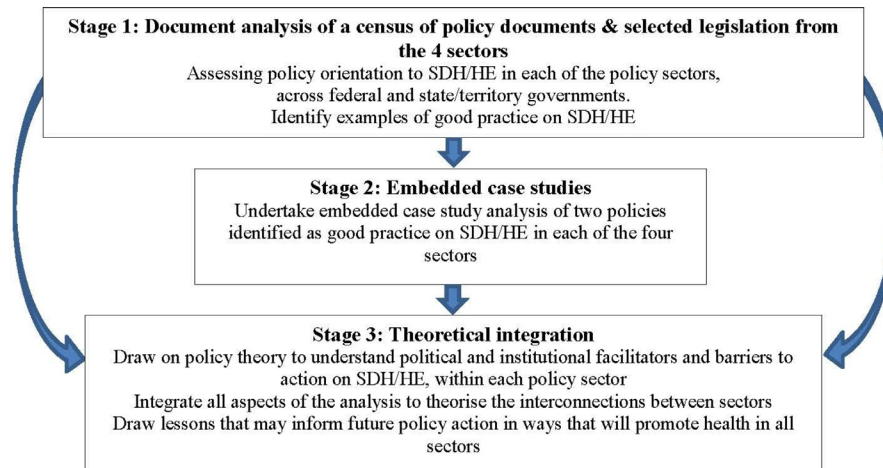 Stage 1: Document analysis of a census of policy documents & selected legislation from
the 4 sectors
Assessing policy orientation to SDH/HE in each of the policy sectors,
across federal and state/territory governments.
Identify examples of good practice on SDH/HE
Stage 2: Embedded case studies
Undertake embedded case study analysis of two policies
identified as good practice on SDH/HE in each of the four
sectors
Stage 3: Theoretical integration
Draw on policy theory to understand political and institutional facilitators and barriers to
action on SDH/HE, within each policy sector
Integrate all aspects of the analysis to theorise the interconnections between sectors
Draw lessons that may inform future policy action in ways that will promote health in all
sectors